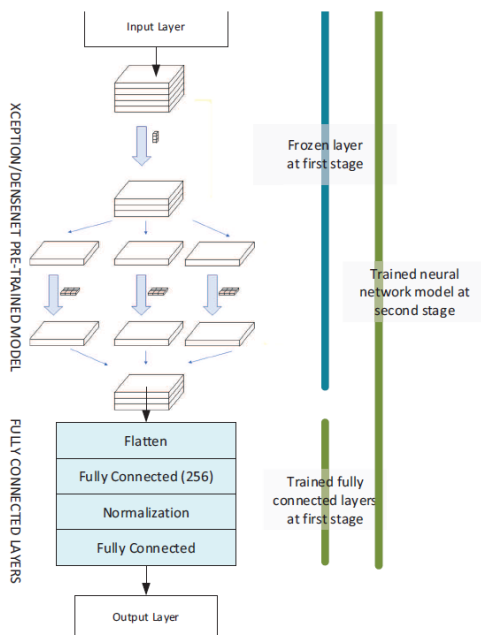 Input Layer
XCEPTION/DENSENET PRE-TRAINED MODEL
Frozen layer
at first stage
Trained neural
network model at
second stage
FULLY CONNECTED LAYERS
Flatten
Fully Connected (256)
Normalization
Fully Connected
Trained fully
connected layers
at first stage
Output Layer